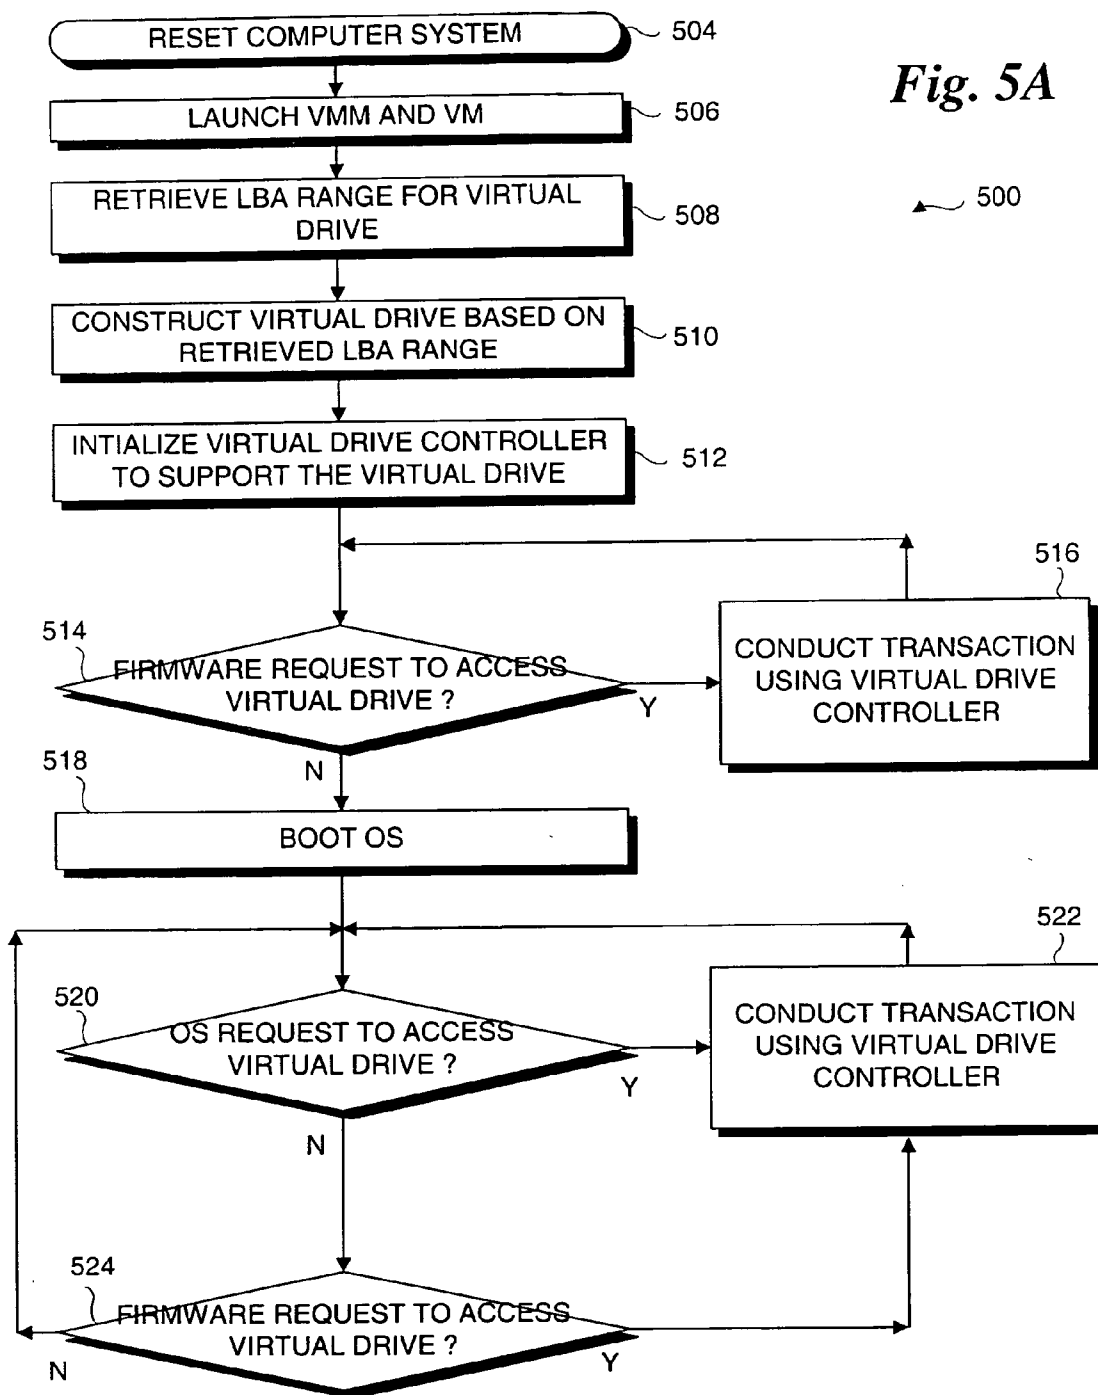 RESET COMPUTER SYSTEM
504
Fig. 5A
LAUNCH VMM AND VM
506
RETRIEVE LBA RANGE FOR VIRTUAL
DRIVE
508
500
CONSTRUCT VIRTUAL DRIVE BASED ON
RETRIEVED LBA RANGE
510
INTIALIZE VIRTUAL DRIVE CONTROLLER
TO SUPPORT THE VIRTUAL DRIVE
512
516
CONDUCT TRANSACTION
USING VIRTUAL DRIVE
CONTROLLER
514
FIRMWARE REQUEST TO ACCESS
VIRTUAL DRIVE ?
Y
N
518
BOOT OS
522
CONDUCT TRANSACTION
USING VIRTUAL DRIVE
CONTROLLER
520
OS REQUEST TO ACCESS
VIRTUAL DRIVE ?
Y
N
524
FIRMWARE REQUEST TO ACCESS
VIRTUAL DRIVE ?
N
Y